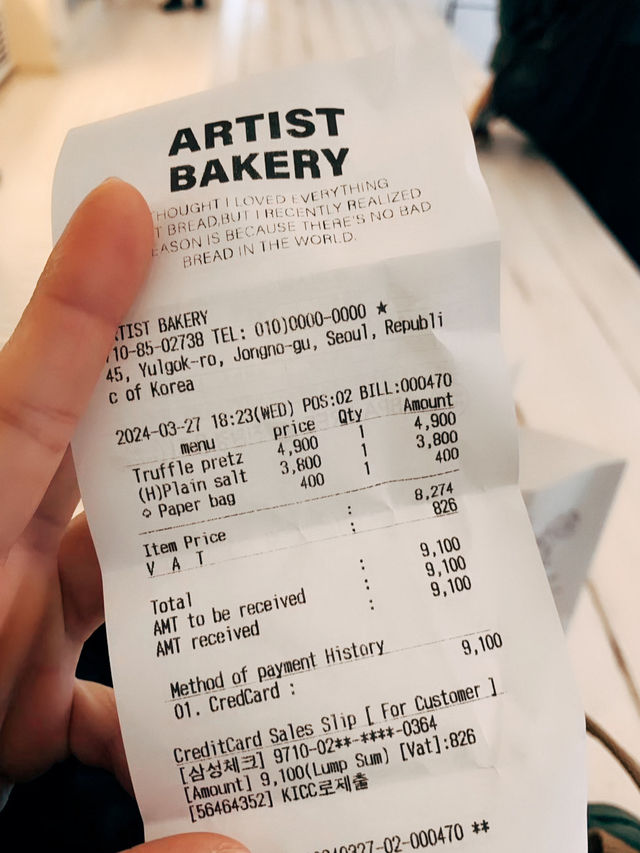 ARTIST
BAKERY
HOUGHT I LOVED EVERYTHING
T BREAD,BUT I RECENTLY REALIZED
EASON IS BECAUSE THERE'S NO BAD
BREAD IN THE WORLD.
TIST BAKERY
10-85-02738 TEL: 010)0000-0000 ★
45, Yulgok-ro, Jongno-gu, Seoul, Republi
c of Korea
2024-03-27 18:23(WED) POS:02 BILL:000470
menu price Qty Amount
Truffle pretz 4,900 1 4,900
(H)Plain salt 3,800 1 3,800
◇ Paper bag 400 1 400
Item Price : 8,274
V A T : 826
Total : 9,100
AMT to be received : 9,100
AMT received : 9,100
Method of payment History
01. CredCard : 9,100
CreditCard Sales Slip [ For Customer ]
[삼성체크] 9710-02**-****-0364
[Amount] 9,100(Lump Sum) [Vat]:826
[56464352] KICC로제출
0327-02-000470 **